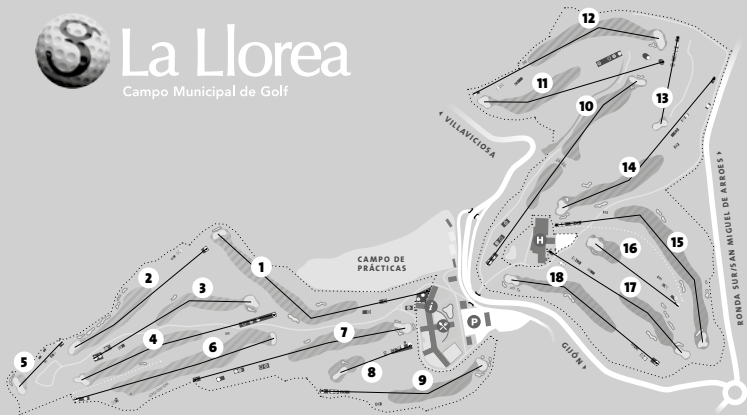 La Llorea
Campo Municipal de Golf
12
11
10
13
◄ VILLAVICIOSA
14
RONDA SUR/SAN MIGUEL DE ARROES ►
H
15
16
1
2
CAMPO DE
PRÁCTICAS
18
17
3
i
4
7
P
6
GIJÓN ►
5
8
9